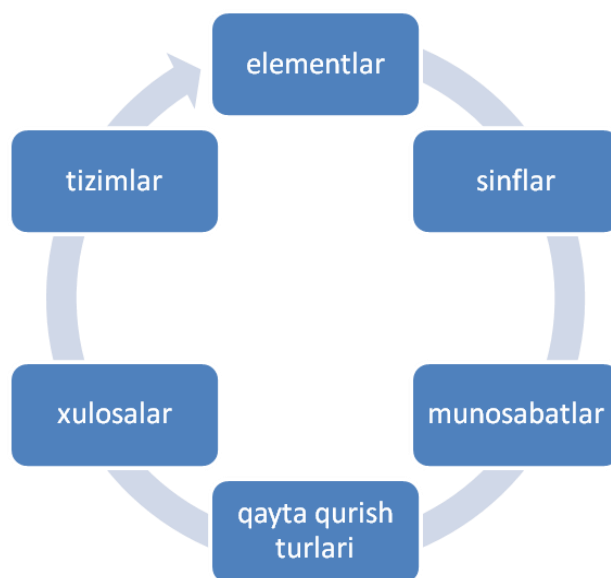 elementlar
sinflar
munosabatlar
qayta qurish
turlari
xulosalar
tizimlar